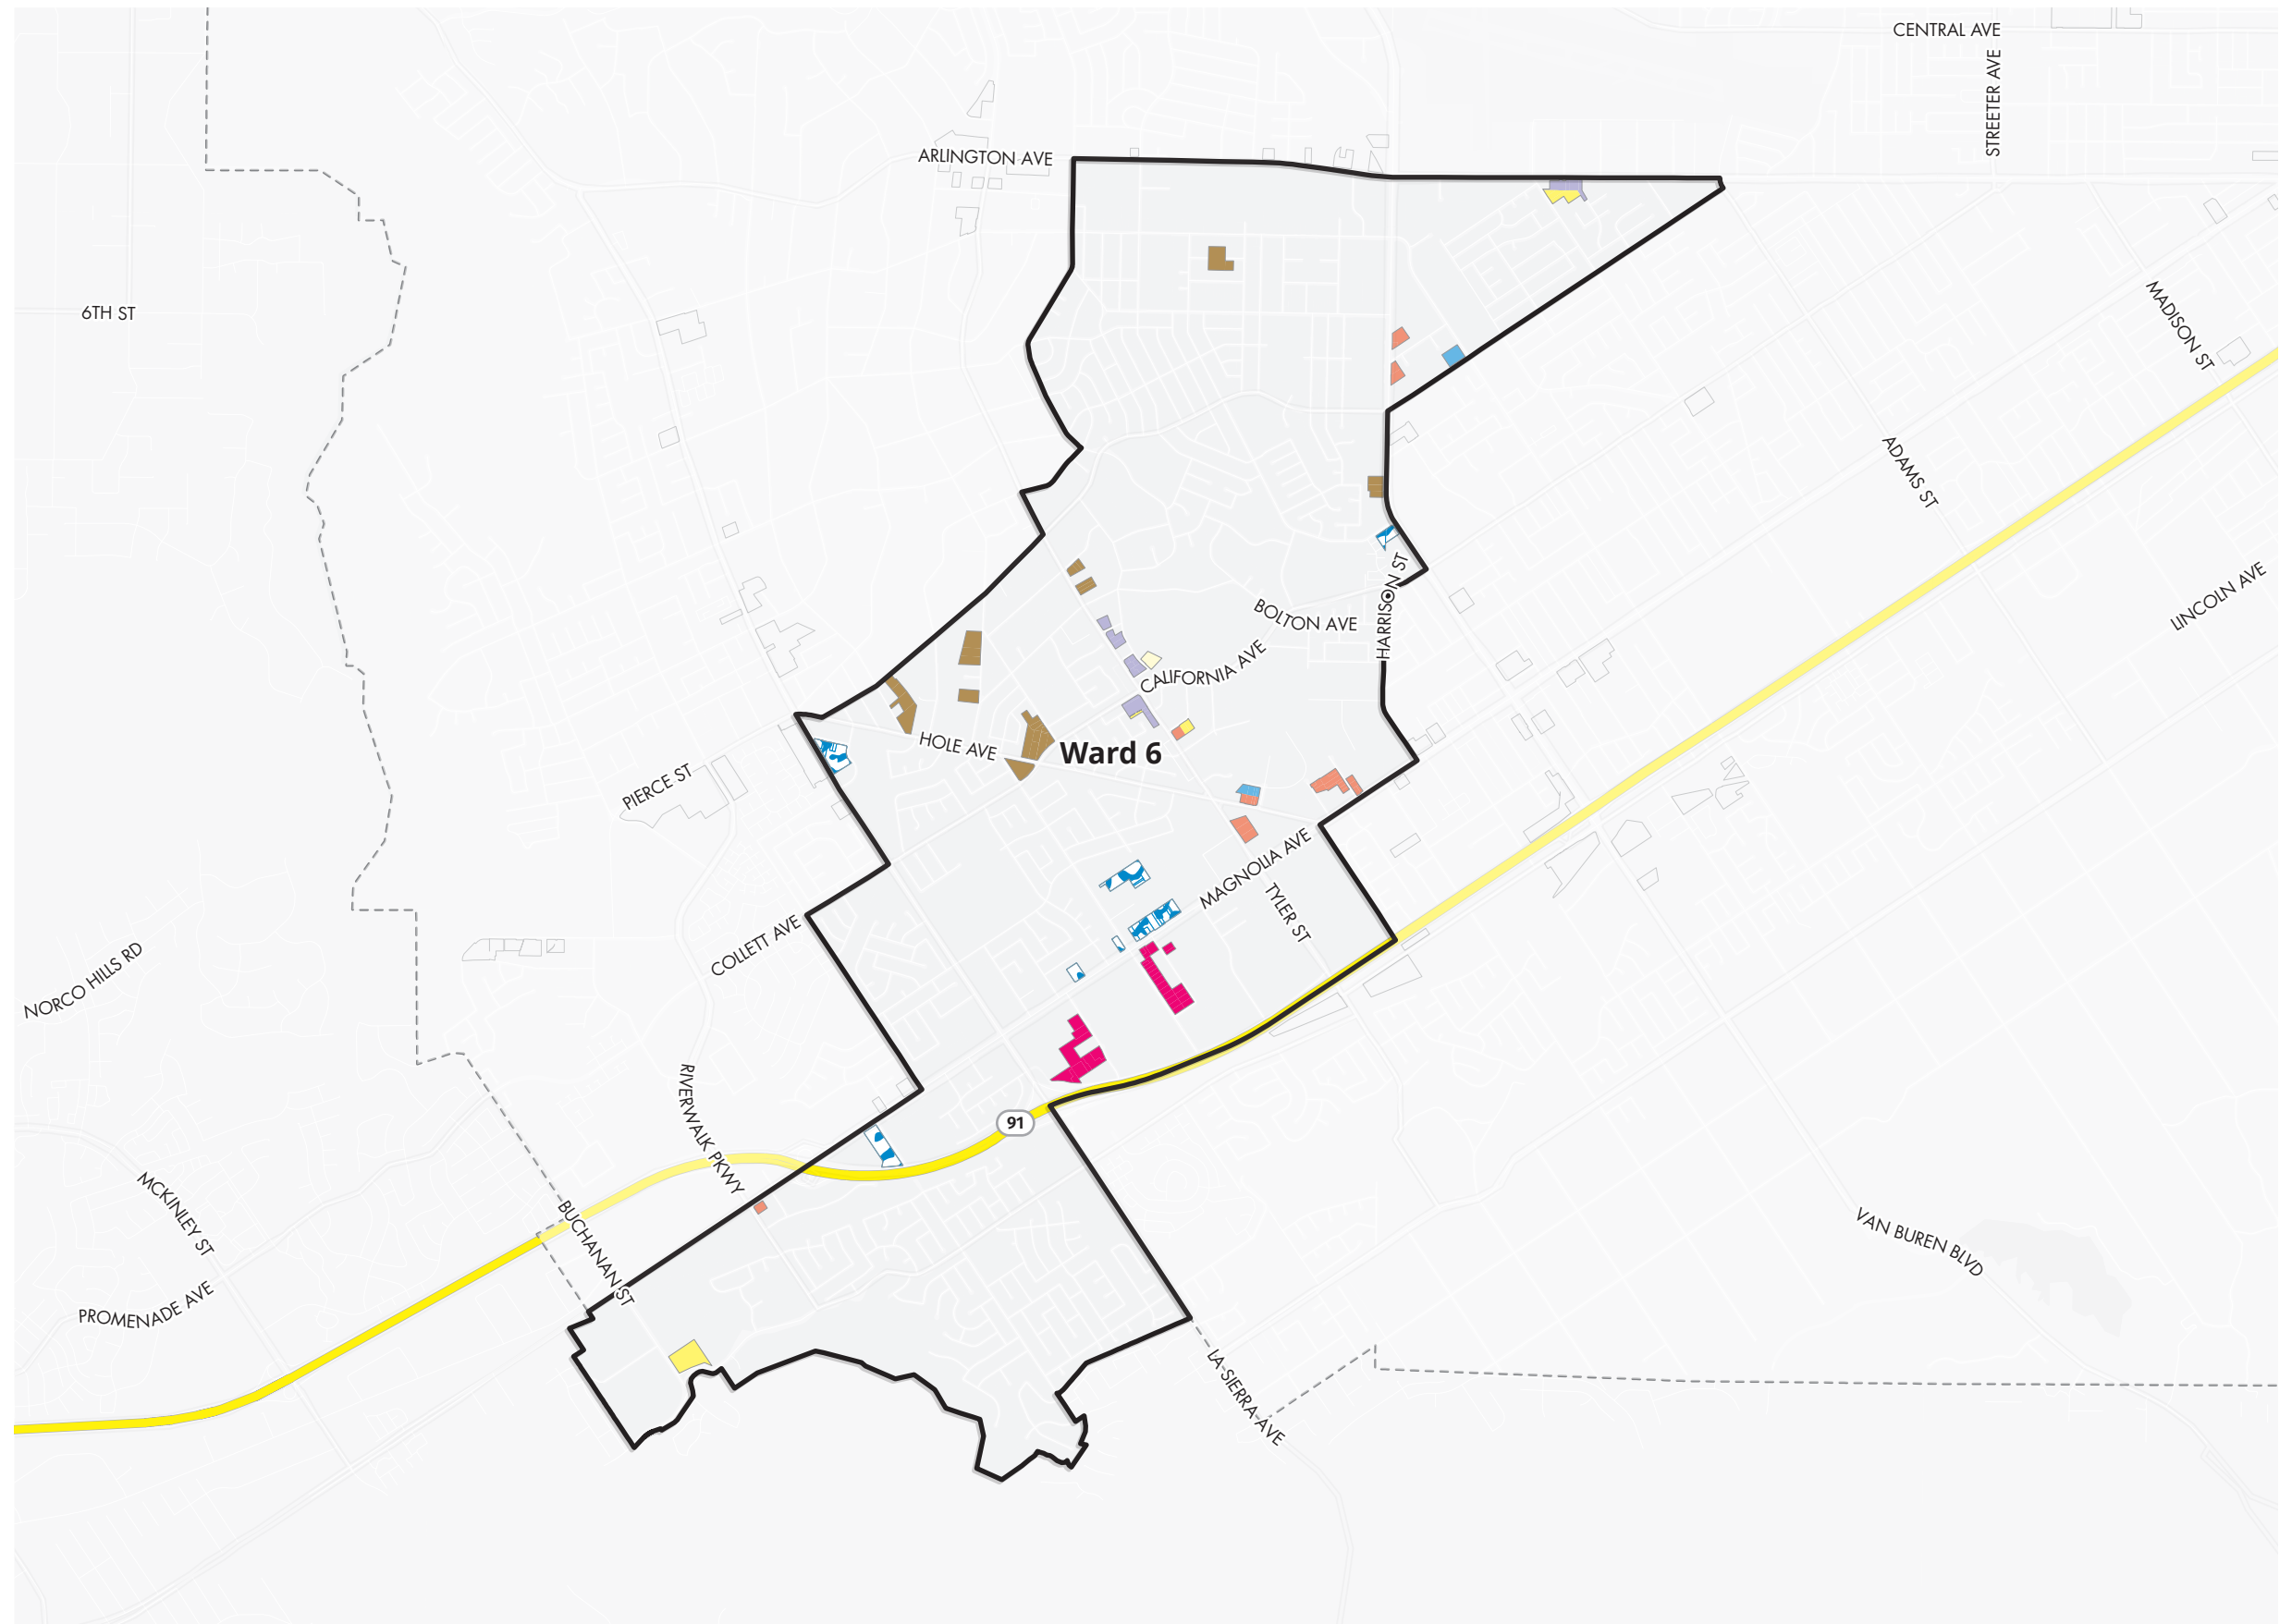 CENTRAL AVE
STREETER AVE
ARLINGTON AVE
6TH ST
MADISON ST
ADAMS ST
LINCOLN AVE
HARRISON ST
BOLTON AVE
CALIFORNIA AVE
HOLE AVE
Ward 6
PIERCE ST
MAGNOLIA AVE
TYLER ST
COLLETT AVE
NORCO HILLS RD
RIVERWALK PKWY
91
MCKINLEY ST
BUCHANAN ST
VAN BUREN BLVD
PROMENADE AVE
LA SIERRA AVE